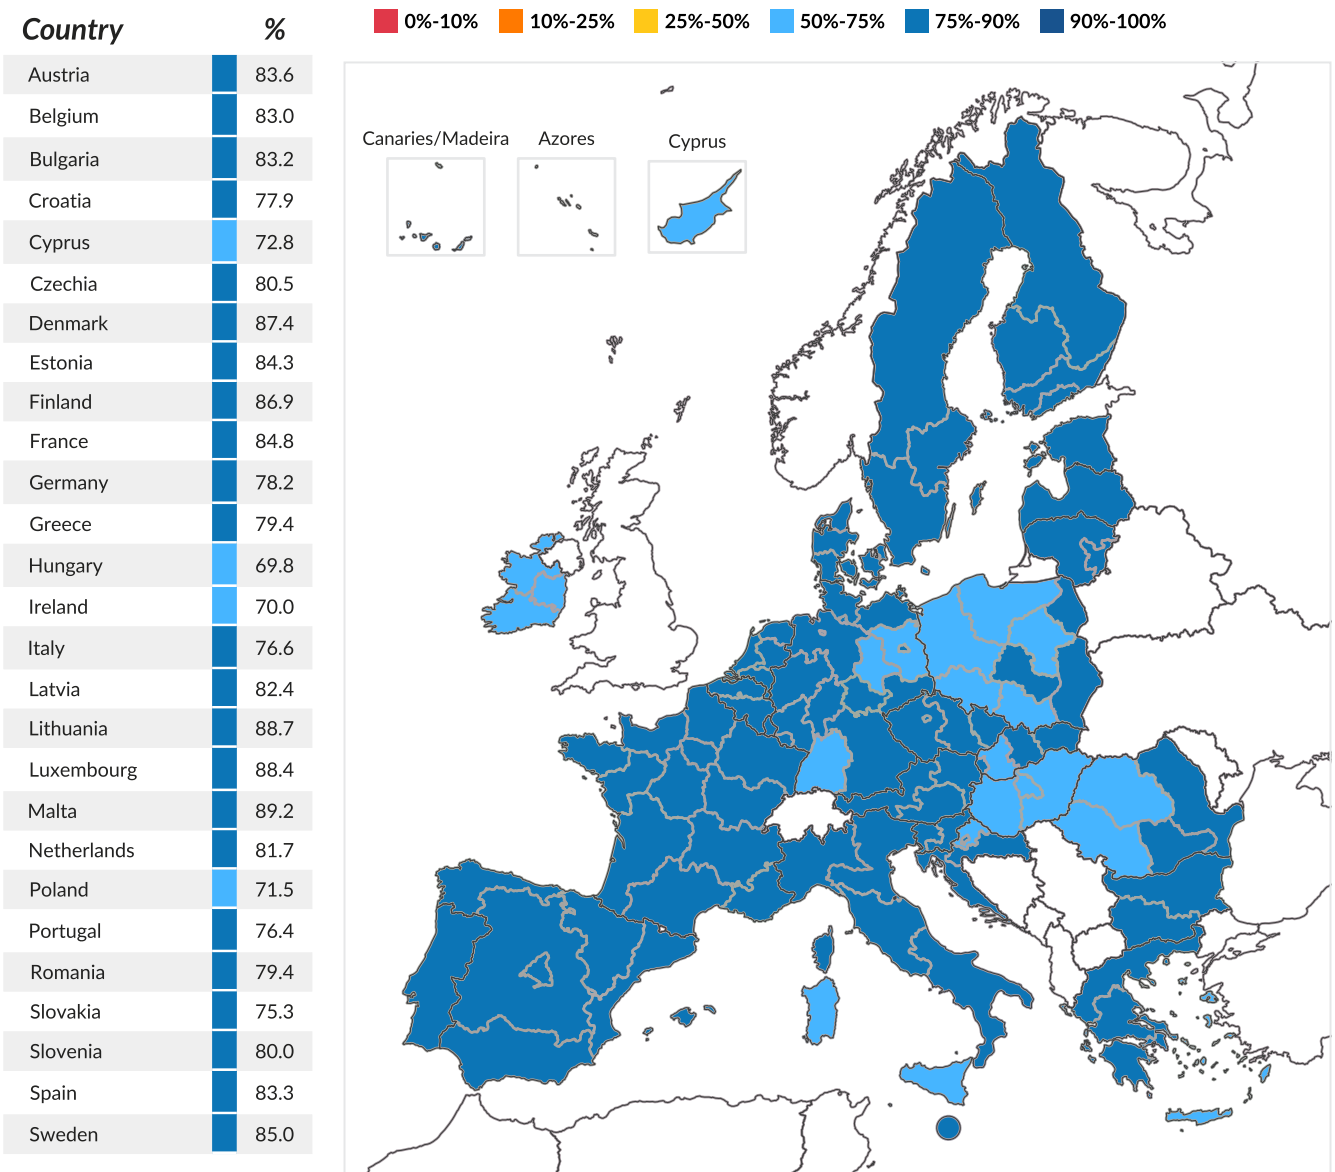 Country %
0%-10% 10%-25% 25%-50% 50%-75% 75%-90% 90%-100%
Austria 83.6
Belgium 83.0
Bulgaria 83.2
Croatia 77.9
Cyprus 72.8
Czechia 80.5
Denmark 87.4
Estonia 84.3
Finland 86.9
France 84.8
Germany 78.2
Greece 79.4
Hungary 69.8
Ireland 70.0
Italy 76.6
Latvia 82.4
Lithuania 88.7
Luxembourg 88.4
Malta 89.2
Netherlands 81.7
Poland 71.5
Portugal 76.4
Romania 79.4
Slovakia 75.3
Slovenia 80.0
Spain 83.3
Sweden 85.0
Canaries/Madeira Azores Cyprus